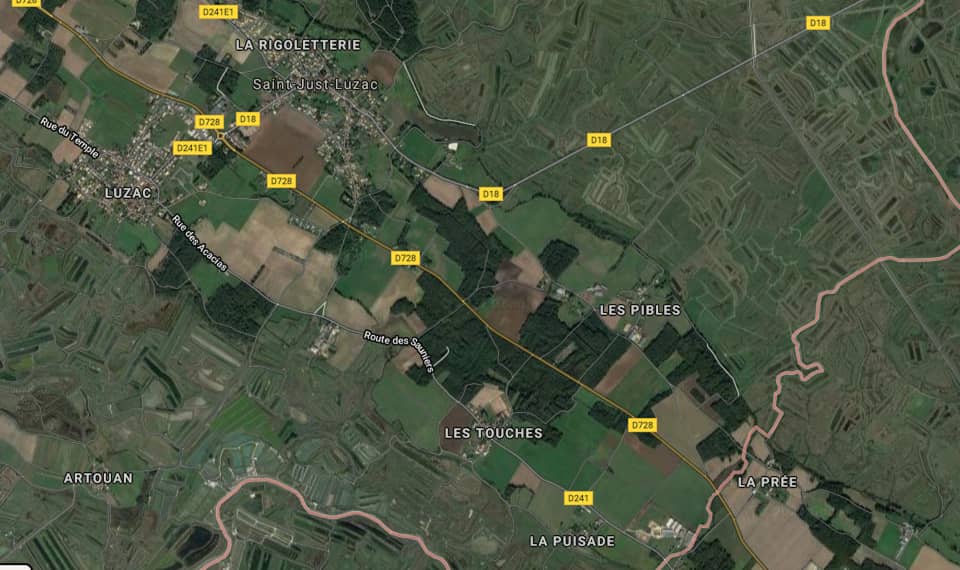 D728
D241E1
D18
LA RIGOLETTERIE
Saint-Just-Luzac
D728
D18
Rue du Temple
D241E1
D18
D728
LUZAC
D18
Rue des Acacias
D728
LES PIBLES
Route des Sauniers
D728
LES TOUCHES
ARTOUAN
LA PRÉE
D241
LA PUISADE